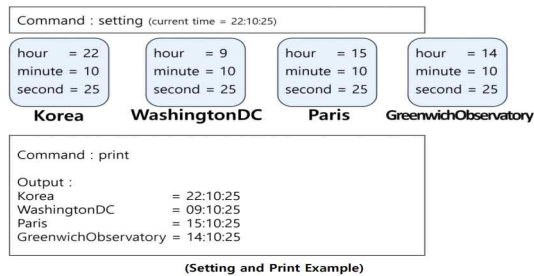 Command : setting (current time = 22:10:25)
hour = 22
minute = 10
second = 25
Korea
hour = 9
minute = 10
second = 25
WashingtonDC
hour = 15
minute = 10
second = 25
Paris
hour = 14
minute = 10
second = 25
GreenwichObservatory
Command : print
Output :
Korea = 22:10:25
WashingtonDC = 09:10:25
Paris = 15:10:25
GreenwichObservatory = 14:10:25
(Setting and Print Example)